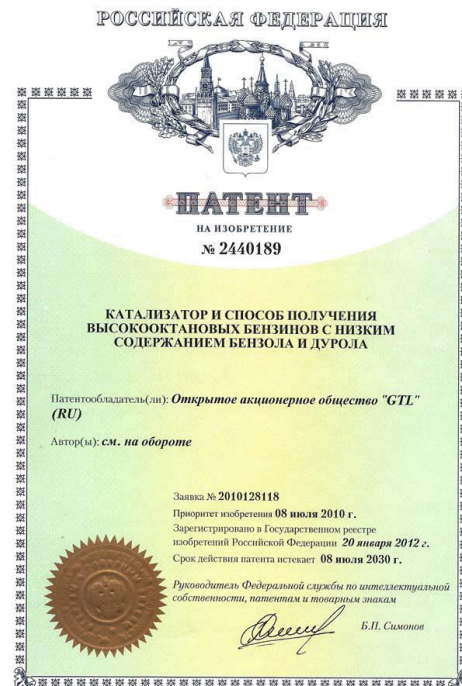 РОССИЙСКАЯ ФЕДЕРАЦИЯ
ПАТЕНТ
НА ИЗОБРЕТЕНИЕ
№ 2440189
КАТАЛИЗАТОР И СПОСОБ ПОЛУЧЕНИЯ
ВЫСОКООКТАНОВЫХ БЕНЗИНОВ С НИЗКИМ
СОДЕРЖАНИЕМ БЕНЗОЛА И ДУРОЛА
Патентообладатель(ли): Открытое акционерное общество "GTL"
(RU)
Автор(ы): см. на обороте
Заявка № 2010128118
Приоритет изобретения 08 июля 2010 г.
Зарегистрировано в Государственном реестре
изобретений Российской Федерации 20 января 2012 г.
Срок действия патента истекает 08 июля 2030 г.
Руководитель Федеральной службы по интеллектуальной
собственности, патентам и товарным знакам
Б.П. Симонов